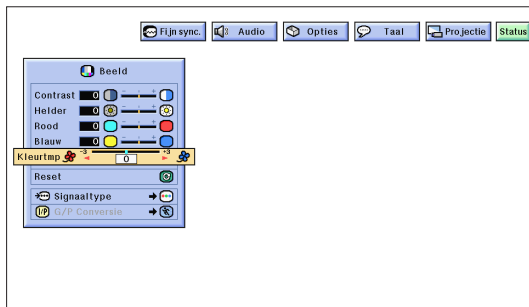 Fijn sync. Audio Opties Taal Projectie Status
Beeld
Contrast 0
Helder 0
Rood 0
Blauw
Kleurtmp -3 0 +3
Reset
Signaaltype
I/P G/P Conversie